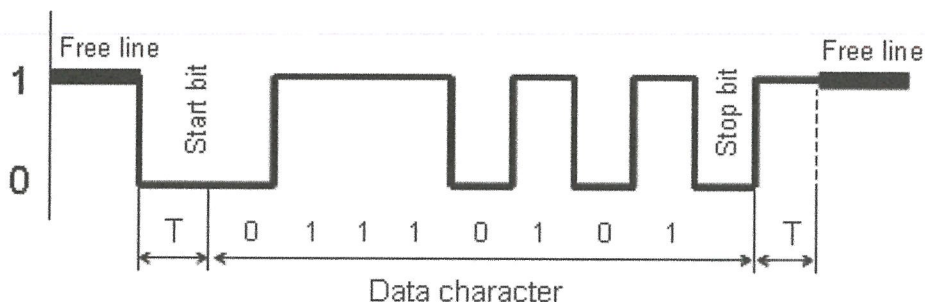 Free line
Free line
1
Start bit
Stop bit
0
T 0 1 1 1 0 1 0 1 T
Data character